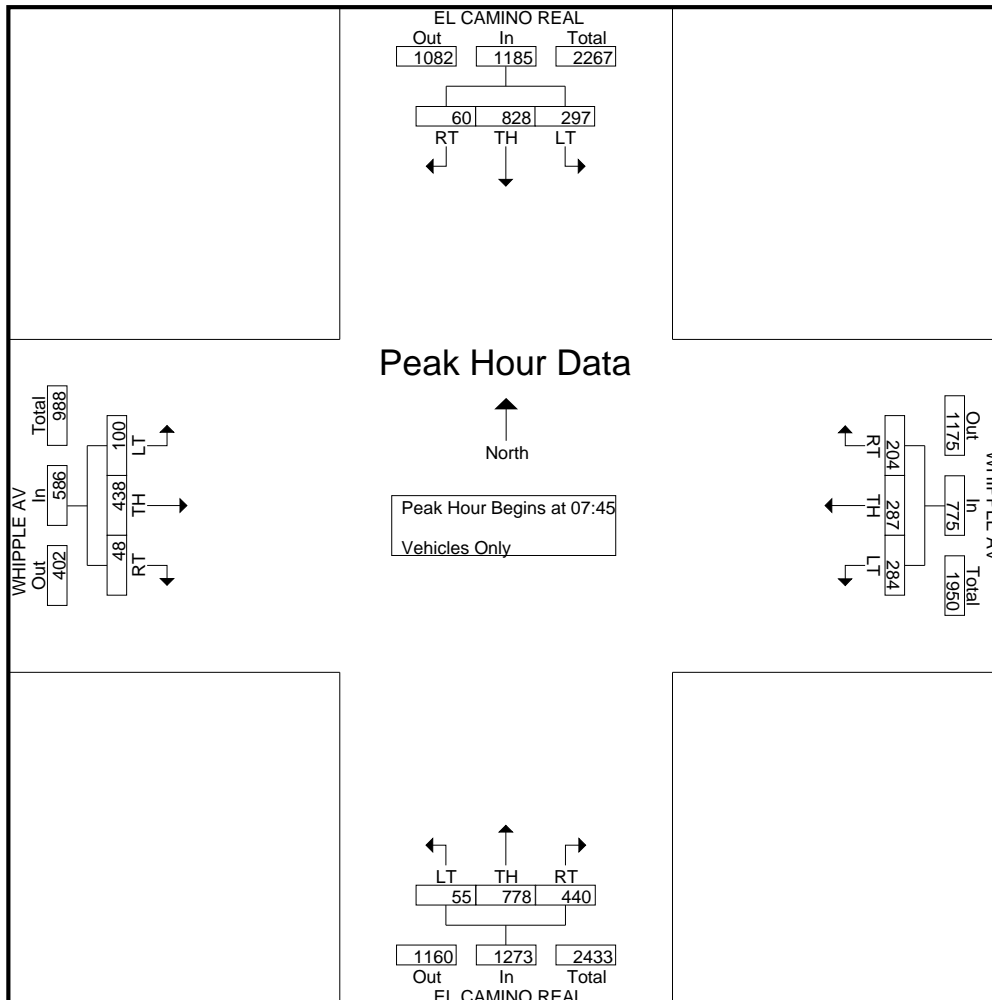 EL CAMINO REAL
Out In Total
1082 1185 2267
60 828 297
RT TH LT
Peak Hour Data
North
Peak Hour Begins at 07:45
Vehicles Only
WHIPPLE AV
Out In Total
402 586 988
48 438 100
RT TH LT
WHIPPLE AV
Out In Total
1175 775 1950
204 287 284
RT TH LT
LT TH RT
55 778 440
1160 1273 2433
Out In Total
EL CAMINO REAL